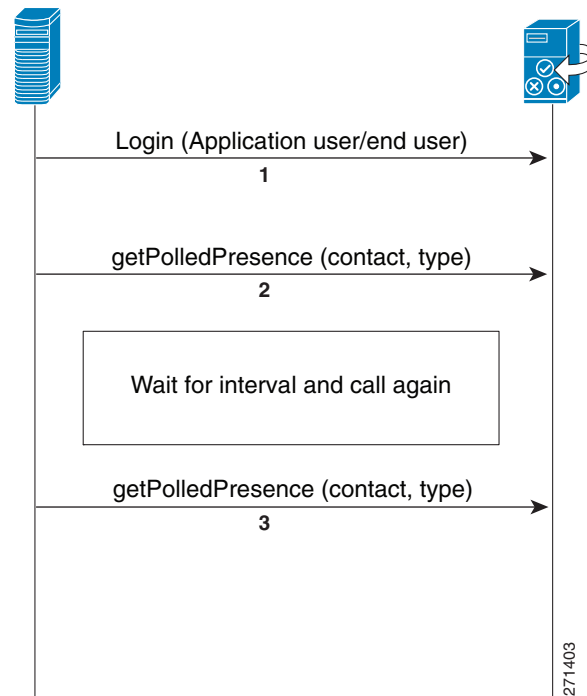 Login (Application user/end user)
1
getPolledPresence (contact, type)
2
Wait for interval and call again
getPolledPresence (contact, type)
3
271403